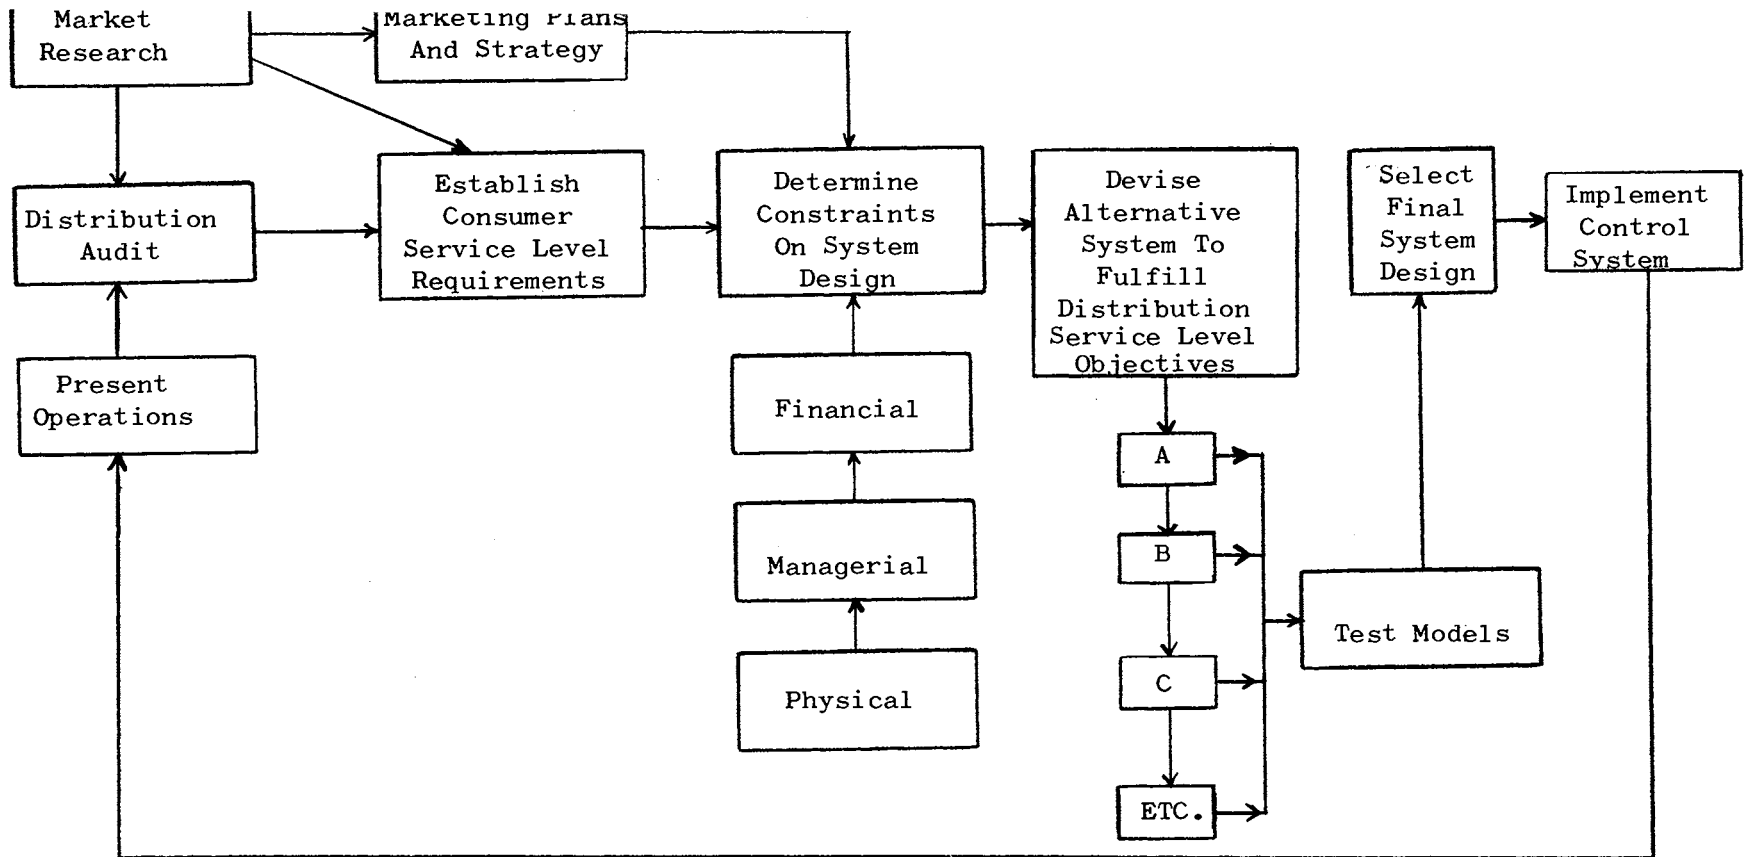 Market
Research
Marketing Plans
And Strategy
Distribution
Audit
Establish
Consumer
Service Level
Requirements
Determine
Constraints
On System
Design
Devise
Alternative
System To
Fulfill
Distribution
Service Level
Objectives
Select
Final
System
Design
Implement
Control
System
Present
Operations
Financial
Managerial
Physical
A
B
C
ETC.
Test Models